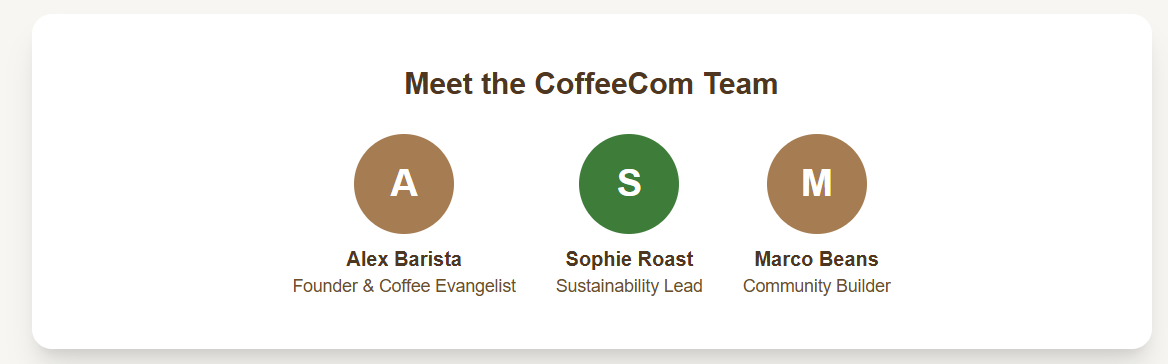 Meet the CoffeeCom Team
A S M
Alex Barista Sophie Roast Marco Beans
Founder & Coffee Evangelist Sustainability Lead Community Builder